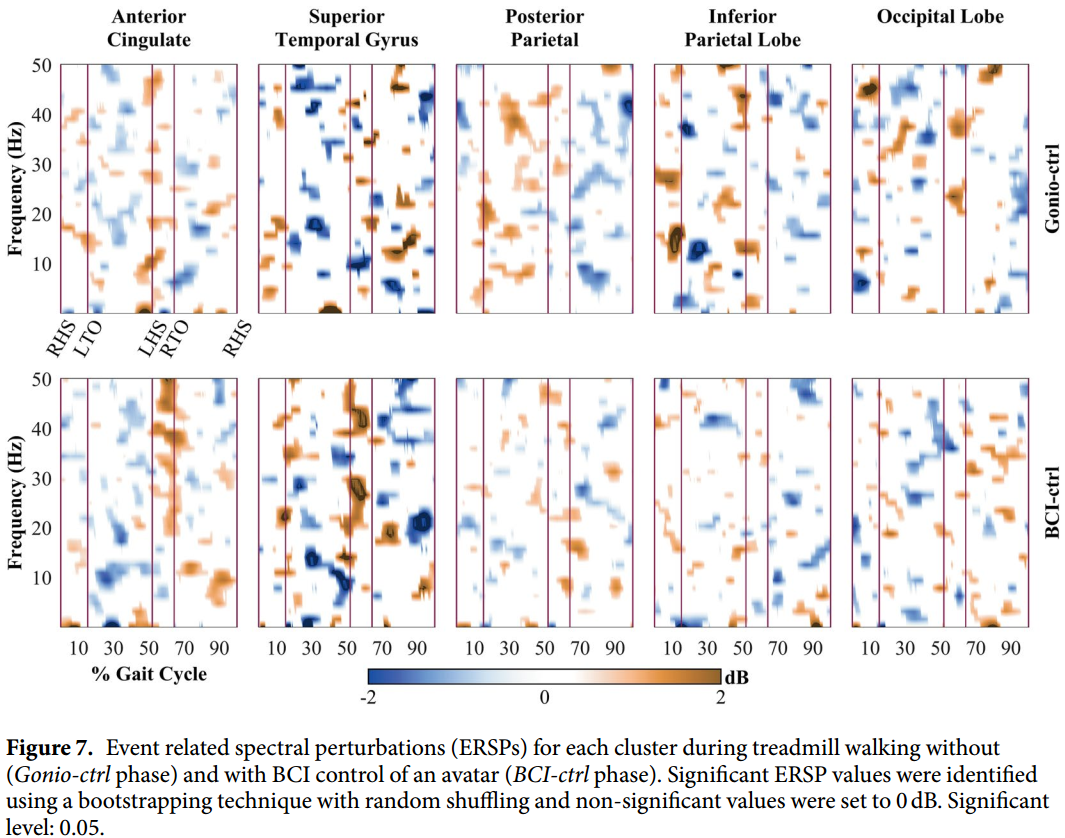 Anterior
Cingulate
Superior
Temporal Gyrus
Posterior
Parietal
Inferior
Parietal Lobe
Occipital Lobe
50
40
30
20
10
Frequency (Hz)
Gonio-ctrl
RHS
LTO
LHS
RTO
RHS
50
40
30
20
10
Frequency (Hz)
BCI-ctrl
10 30 50 70 90 10 30 50 70 90 10 30 50 70 90 10 30 50 70 90 10 30 50 70 90
% Gait Cycle
dB
-2 0 2
Figure 7. Event related spectral perturbations (ERSPs) for each cluster during treadmill walking without
(Gonio-ctrl phase) and with BCI control of an avatar (BCI-ctrl phase). Significant ERSP values were identified
using a bootstrapping technique with random shuffling and non-significant values were set to 0 dB. Significant
level: 0.05.